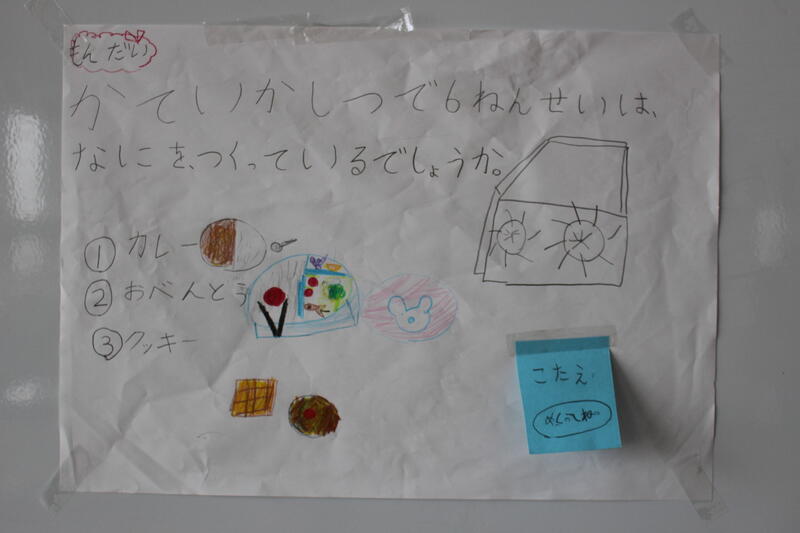 もんだい
かていかしつで6ねんせいは、
なにを、つくっているでしょうか。
① カレー
② おべんとう
③ クッキー
こたえ
めくってね